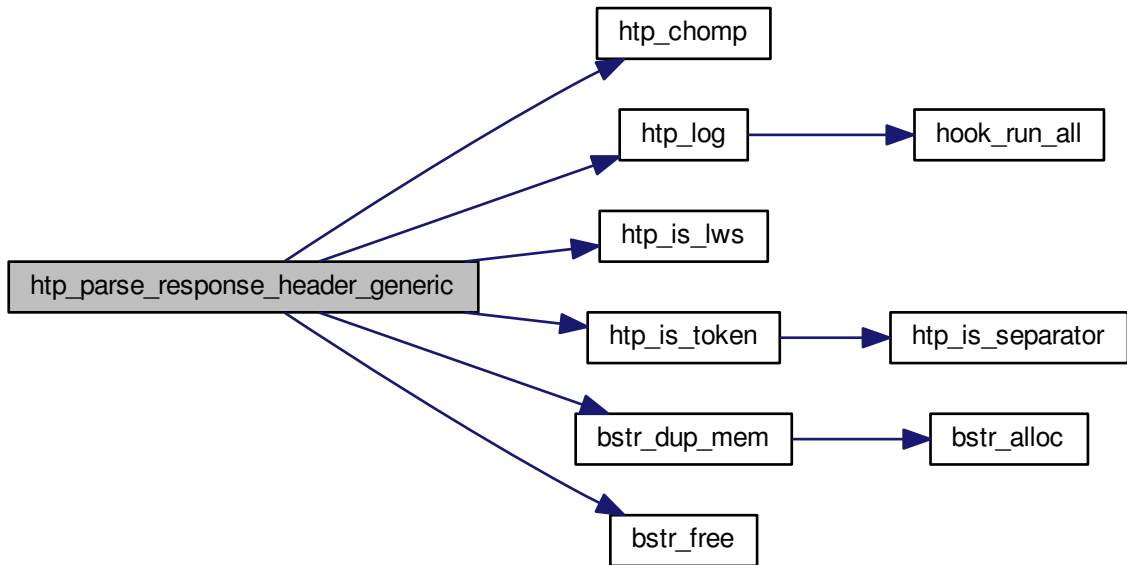 htp_chomp
htp_log
hook_run_all
htp_is_lws
htp_parse_response_header_generic
htp_is_token
htp_is_separator
bstr_dup_mem
bstr_alloc
bstr_free